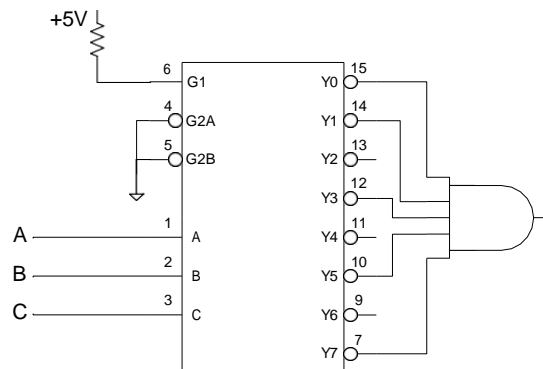 +5V
6 G1 Y0 15
4 G2A Y1 14
5 G2B Y2 13
Y3 12
A 1 A Y4 11
B 2 B Y5 10
C 3 C Y6 9
Y7 7